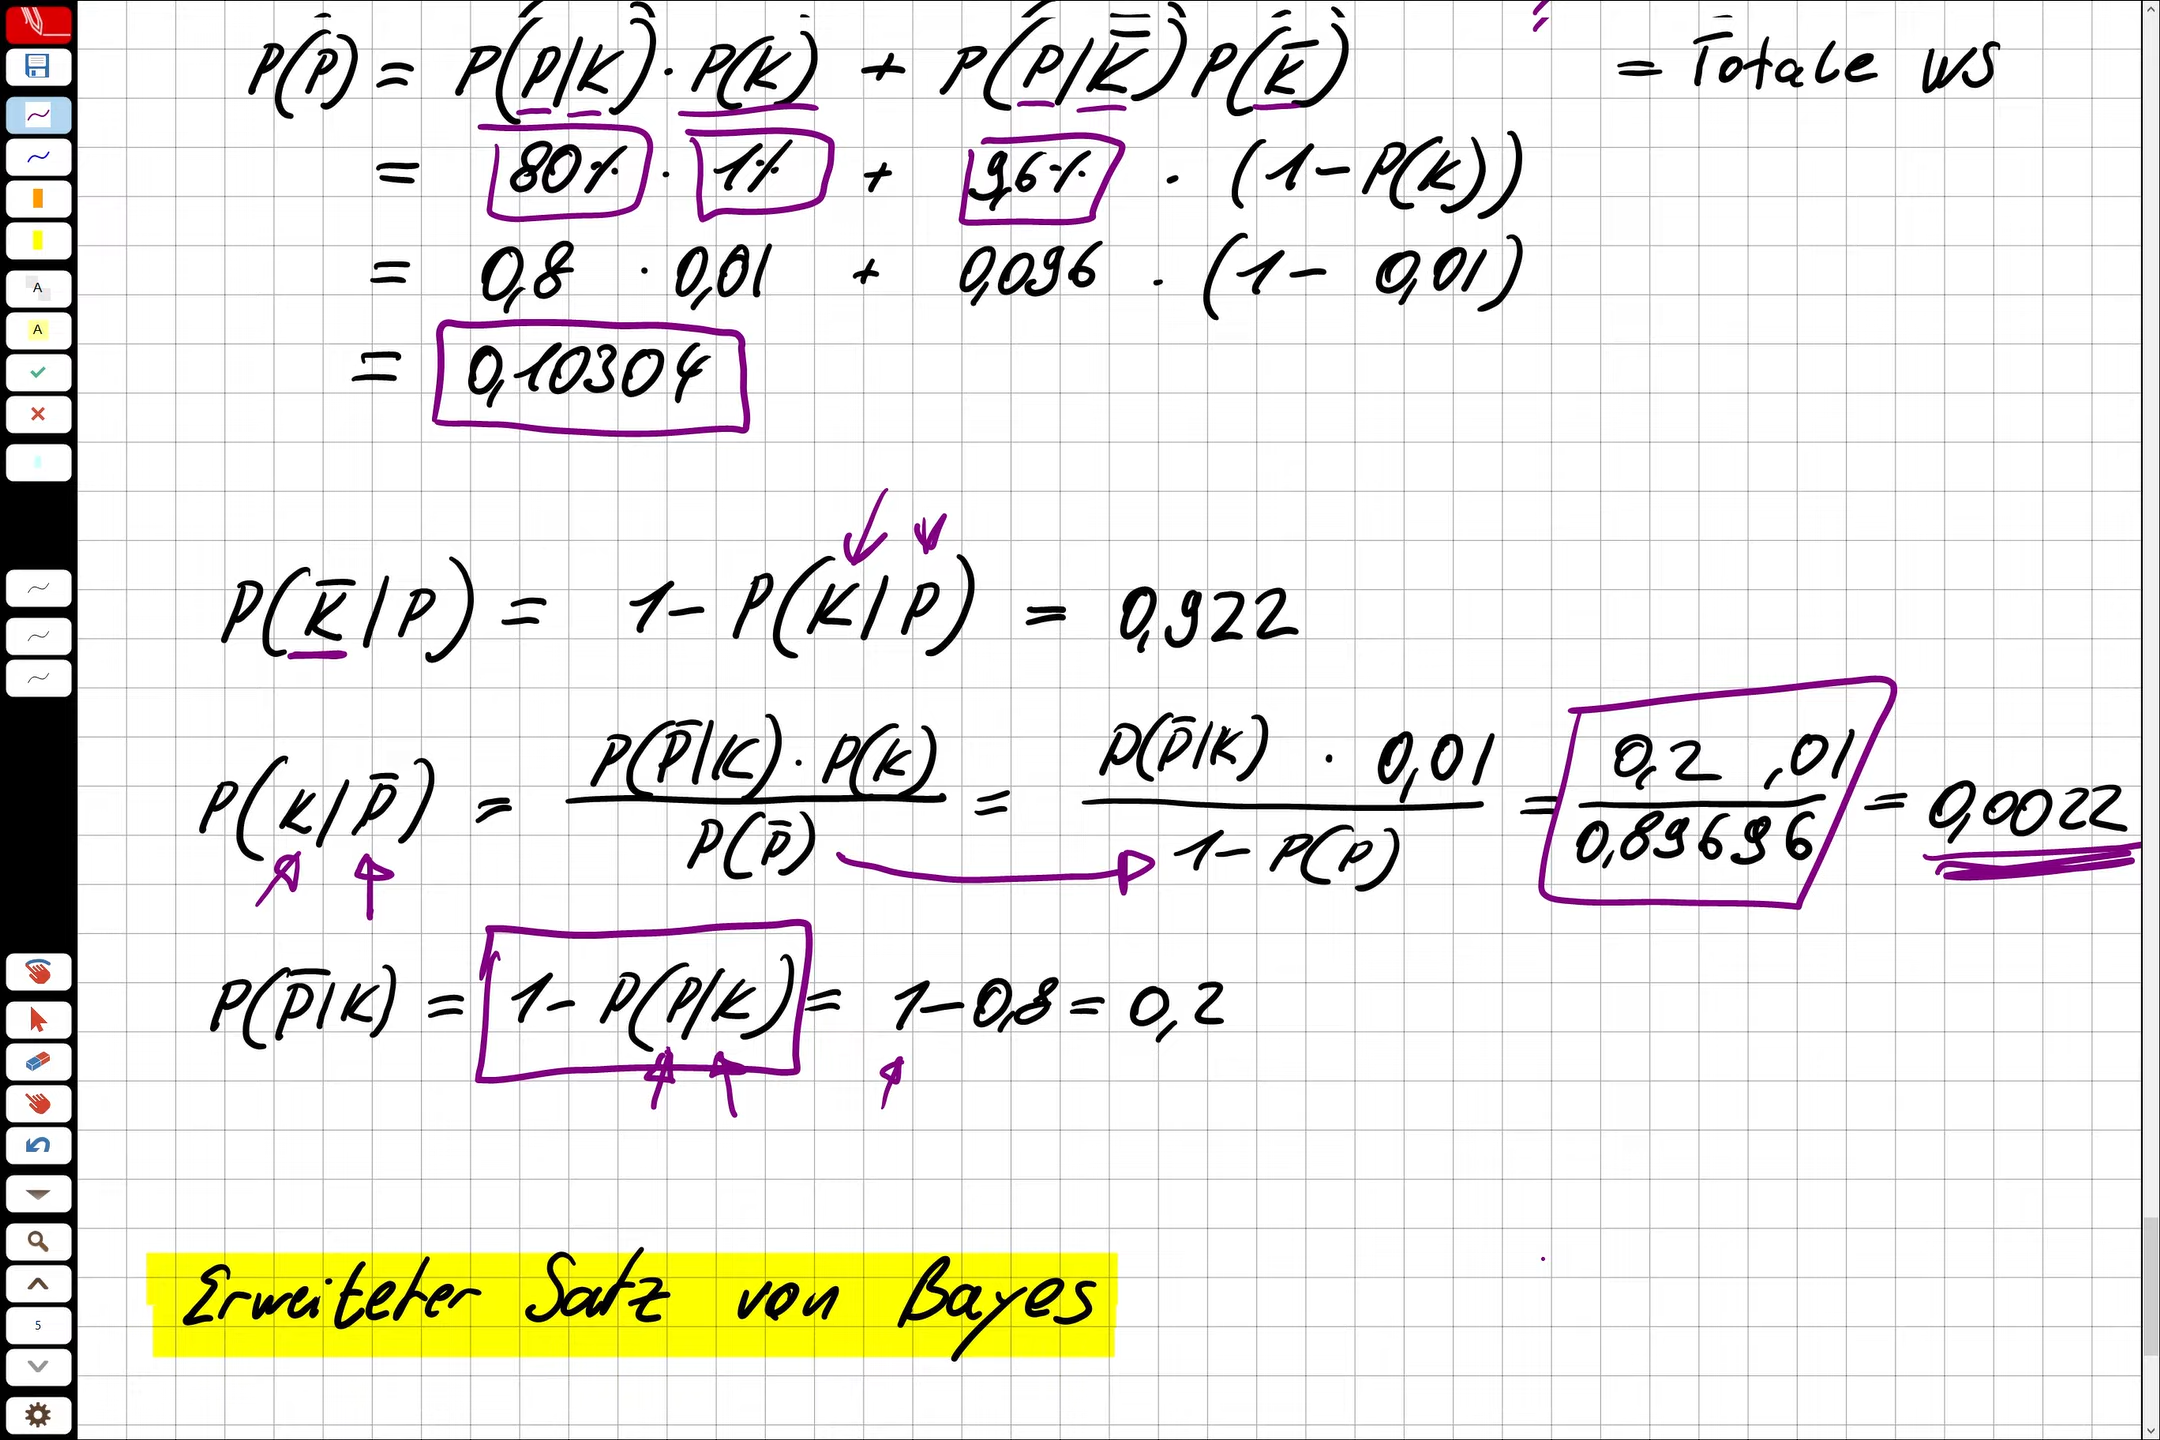 P(P) = P(P|K) · P(K) + P(P|K̄) P(K̄) = Totale WS
= 80% · 1% + 9,6% · (1 - P(K))
= 0,8 · 0,01 + 0,096 · (1 - 0,01)
= 0,10304
P(K̄|P) = 1 - P(K|P) = 0,922
P(K|P̄) = P(P̄|K) · P(K) / P(P̄) = P(P̄|K) · 0,01 / 1 - P(P) = 0,2 ,01 / 0,89696 = 0,0022
P(P̄|K) = 1 - P(P|K) = 1 - 0,8 = 0,2
Erweiteter Satz von Bayes
A
A
5